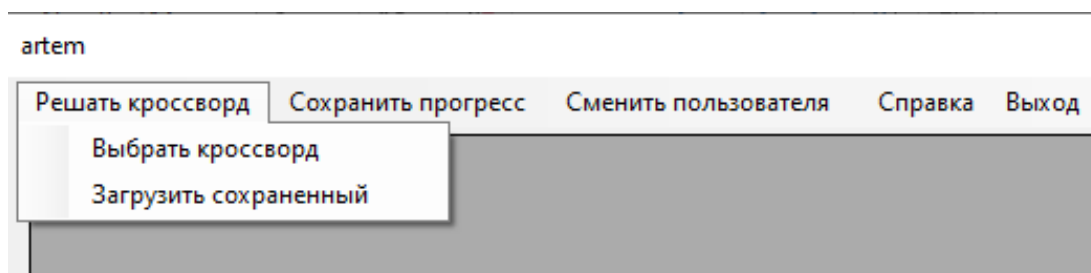 artem
Решать кроссворд Сохранить прогресс Сменить пользователя Справка Выход
Выбрать кроссворд
Загрузить сохраненный